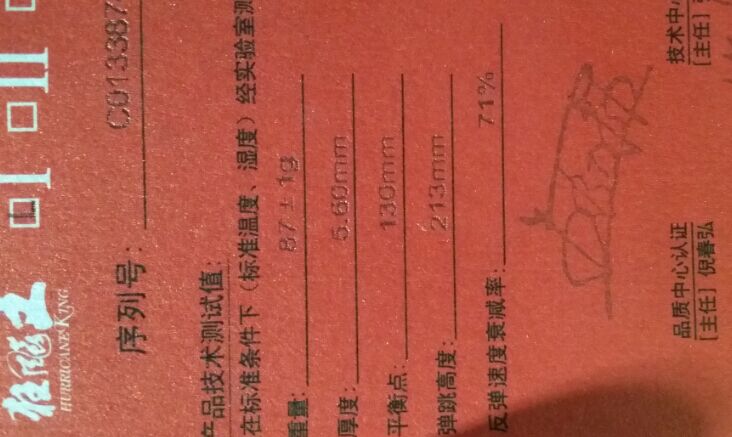 狂飚王
HURRICANE KING
序列号： C013387
产品技术测试值：
在标准条件下（标准温度、湿度）经实验室测
重量： 87±1g
厚度： 5.60mm
平衡点： 130mm
弹跳高度： 213mm
反弹速度衰减率： 71%
品质中心认证
[主任] 倪春弘
技术中心
[主任]